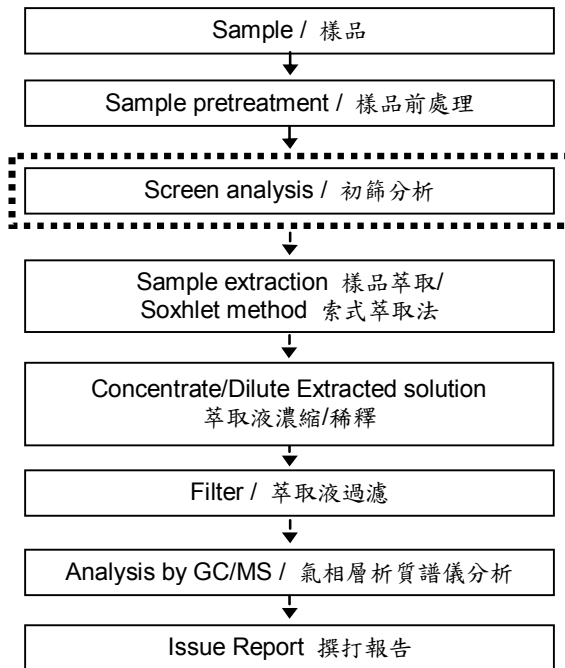 Sample / 樣品
Sample pretreatment / 樣品前處理
Screen analysis / 初篩分析
Sample extraction 樣品萃取/
Soxhlet method 索式萃取法
Concentrate/Dilute Extracted solution
萃取液濃縮/稀釋
Filter / 萃取液過濾
Analysis by GC/MS / 氣相層析質譜儀分析
Issue Report 撰打報告